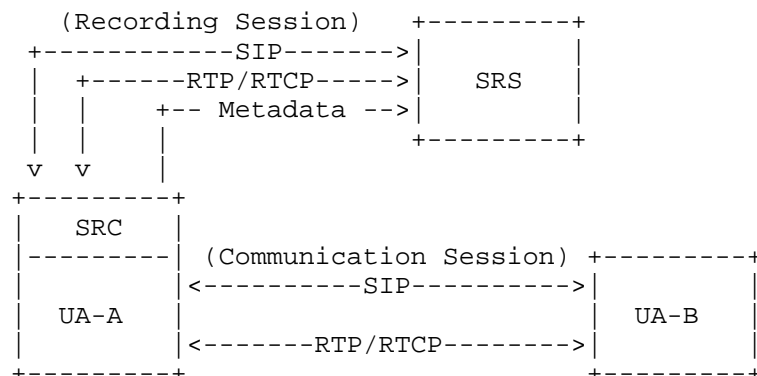 (Recording Session)     +---------+
 +------------SIP------->|         |
 |  +------RTP/RTCP----->|   SRS   |
 |  |    +-- Metadata -->|         |
 |  |    |               +---------+
 v  v    |
+---------+
|   SRC   |
|---------| (Communication Session) +---------+
|         |<----------SIP---------->|         |
|  UA-A   |                         |  UA-B   |
|         |<-------RTP/RTCP-------->|         |
+---------+                         +---------+